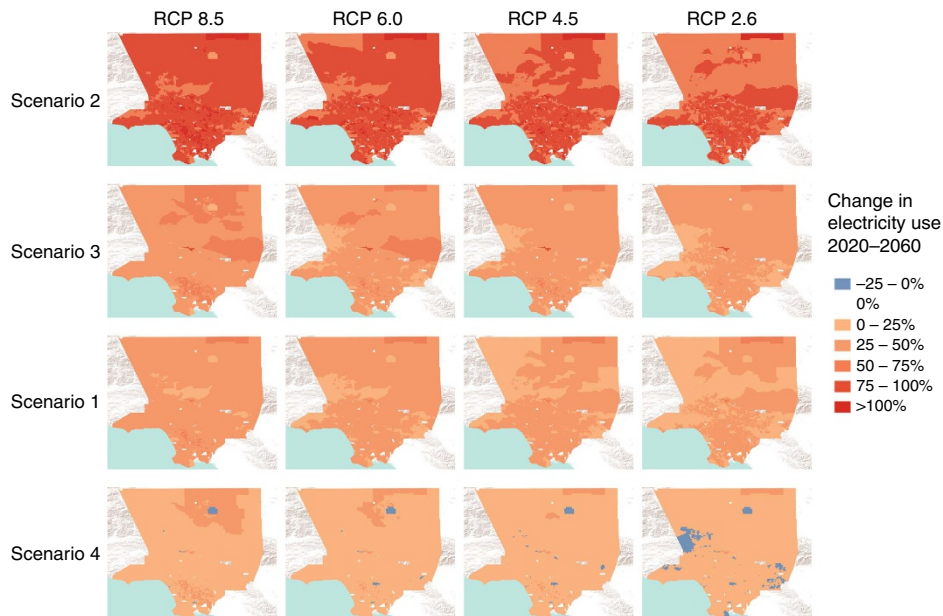 RCP 8.5 RCP 6.0 RCP 4.5 RCP 2.6
Scenario 2
Scenario 3
Scenario 1
Scenario 4
Change in
electricity use
2020–2060
–25 – 0%
0%
0 – 25%
25 – 50%
50 – 75%
75 – 100%
>100%